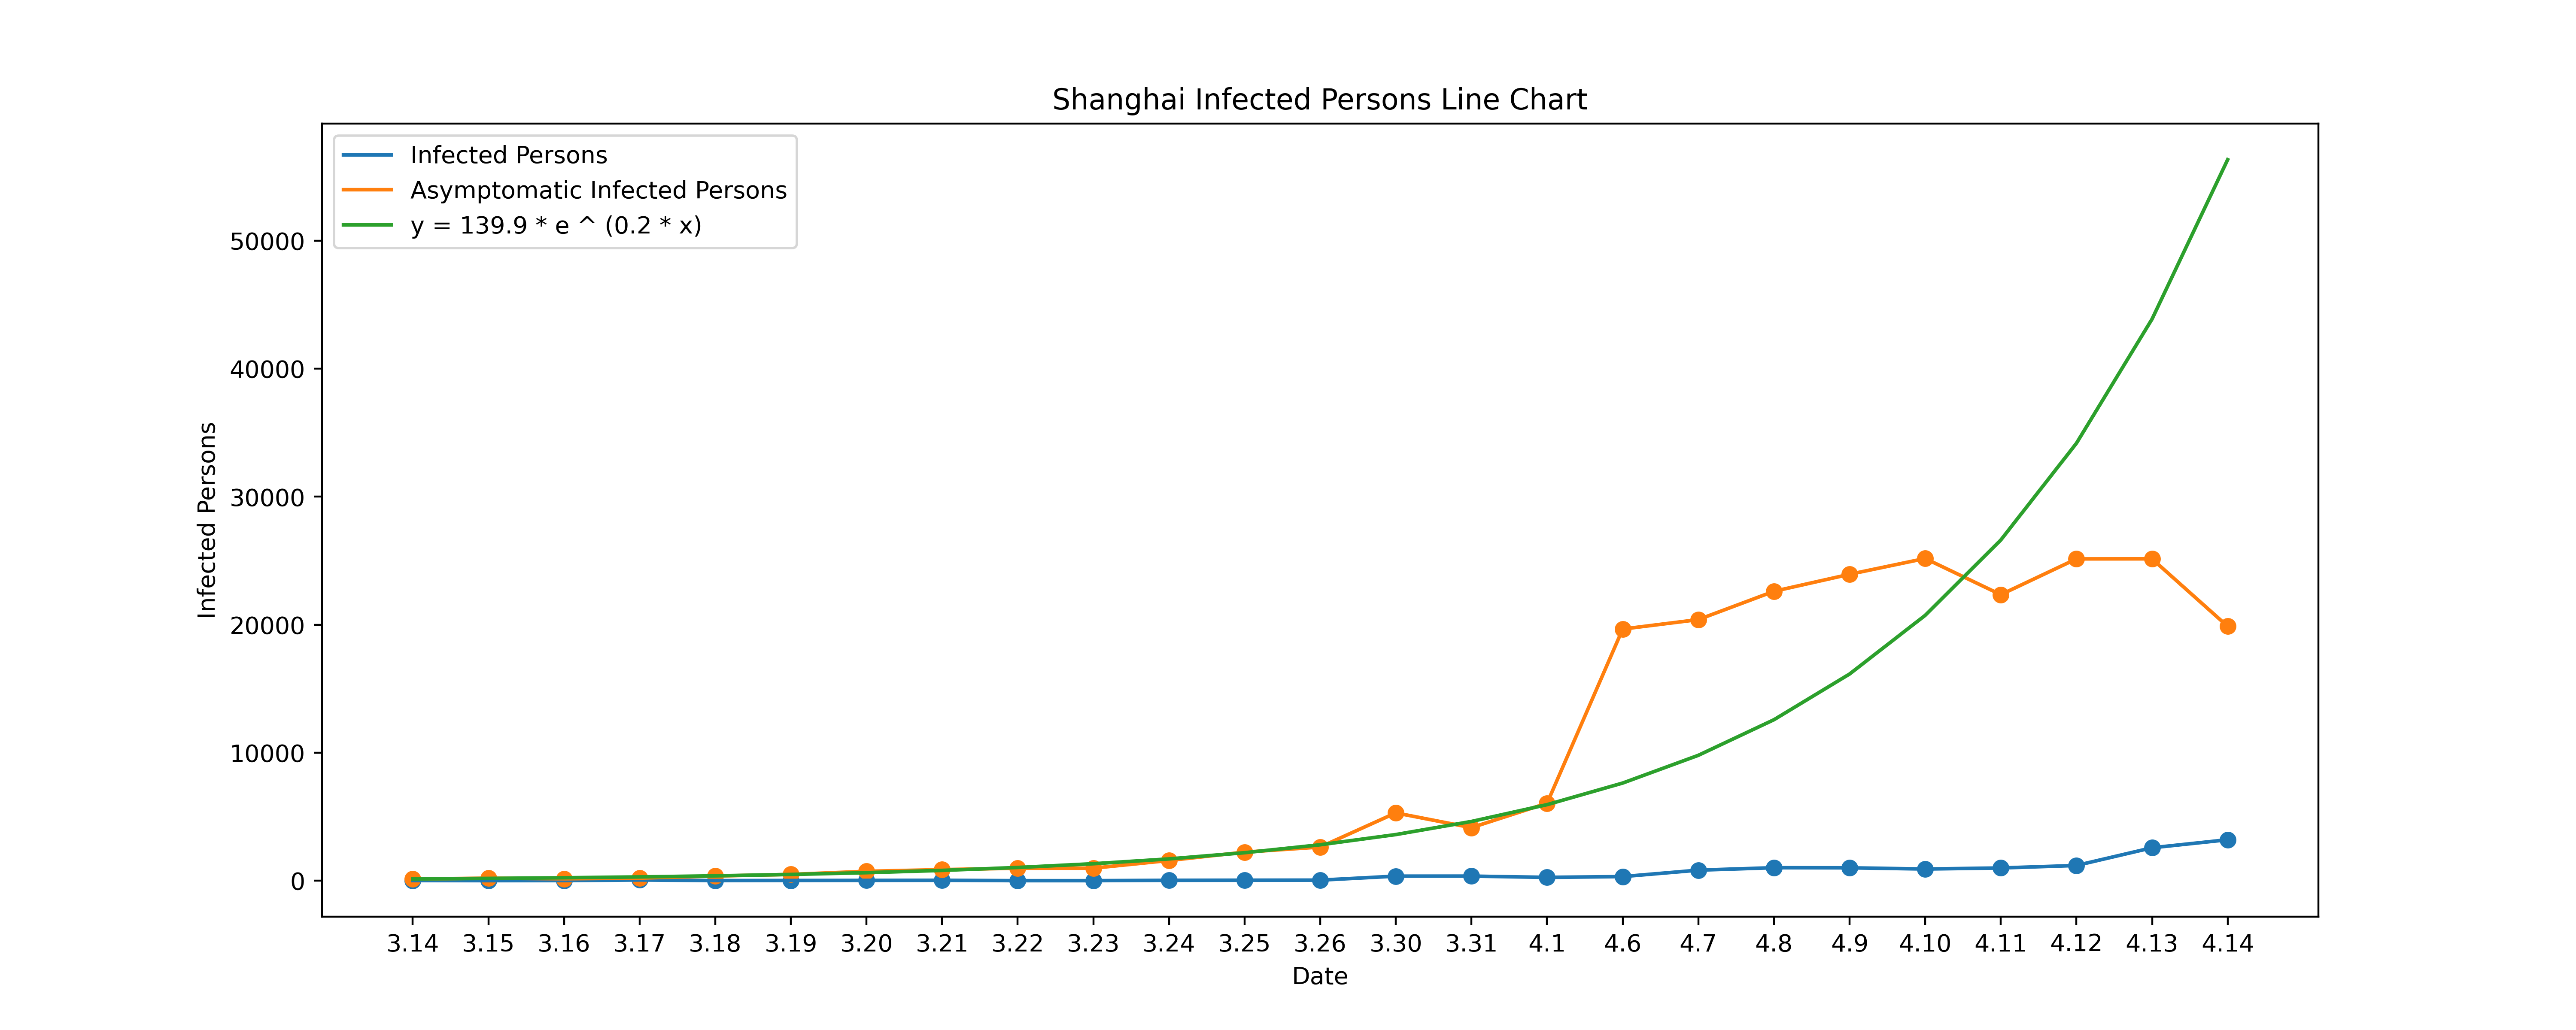 Shanghai Infected Persons Line Chart
Infected Persons
Asymptomatic Infected Persons
y = 139.9 * e ^ (0.2 * x)
Infected Persons
50000
40000
30000
20000
10000
0
3.14 3.15 3.16 3.17 3.18 3.19 3.20 3.21 3.22 3.23 3.24 3.25 3.26 3.30 3.31 4.1 4.6 4.7 4.8 4.9 4.10 4.11 4.12 4.13 4.14
Date